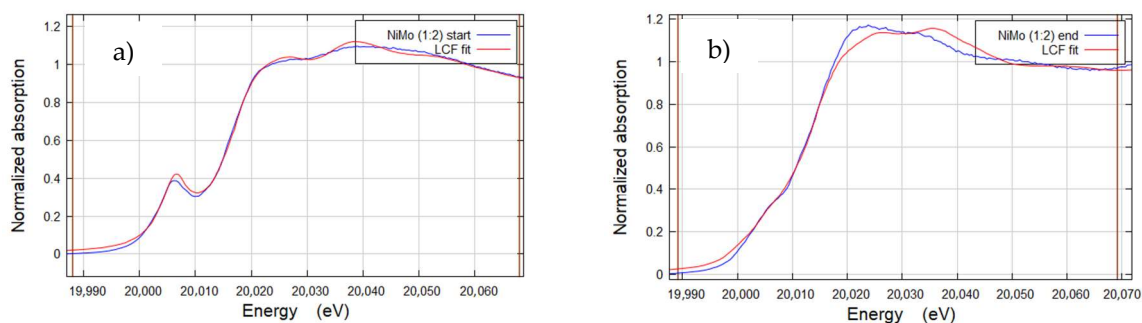 a)
NiMo (1:2) start
LCF fit
Normalized absorption
1.2
1
0.8
0.6
0.4
0.2
0
19,990 20,000 20,010 20,020 20,030 20,040 20,050 20,060
Energy (eV)
b)
NiMo (1:2) end
LCF fit
Normalized absorption
1.2
1
0.8
0.6
0.4
0.2
0
19,990 20,000 20,010 20,020 20,030 20,040 20,050 20,060 20,070
Energy (eV)